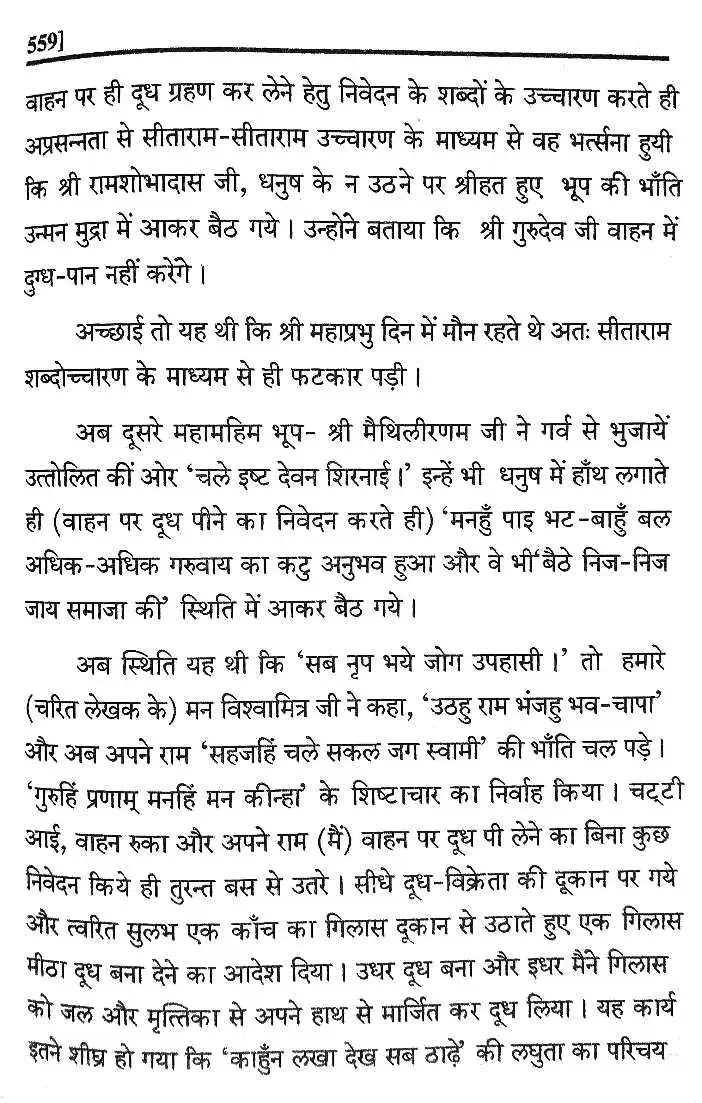 559]
वाहन पर ही दूध ग्रहण कर लेने हेतु निवेदन के शब्दों के उच्चारण करते ही
अप्रसन्नता से सीताराम-सीताराम उच्चारण के माध्यम से वह भर्त्सना हुयी
कि श्री रामशोभादास जी, धनुष के न उठने पर श्रीहत हुए भूप की भाँति
उन्मन मुद्रा में आकर बैठ गये। उन्होंने बताया कि श्री गुरुदेव जी वाहन में
दुग्ध-पान नहीं करेंगे।
अच्छाई तो यह थी कि श्री महाप्रभु दिन में मौन रहते थे अतः सीताराम
शब्दोच्चारण के माध्यम से ही फटकार पड़ी।
अब दूसरे महामहिम भूप- श्री मैथिलीरणम जी ने गर्व से भुजायें
उत्तोलित कीं ओर ‘चले इष्ट देवन शिरनाई।’ इन्हें भी धनुष में हाँथ लगाते
ही (वाहन पर दूध पीने का निवेदन करते ही) ‘मनहुँ पाइ भट-बाहुँ बल
अधिक-अधिक गरुवाय का कटु अनुभव हुआ और वे भी‘बैठे निज-निज
जाय समाजा की’ स्थिति में आकर बैठ गये।
अब स्थिति यह थी कि ‘सब नृप भये जोग उपहासी।’ तो हमारे
(चरित लेखक के) मन विश्वामित्र जी ने कहा, ‘उठहु राम भंजहु भव-चापा’
और अब अपने राम ‘सहजहिं चले सकल जग स्वामी’ की भाँति चल पड़े।
‘गुरुहिं प्रणाम् मनहिं मन कीन्हा’ के शिष्टाचार का निर्वाह किया। चट्टी
आई, वाहन रुका और अपने राम (मैं) वाहन पर दूध पी लेने का बिना कुछ
निवेदन किये ही तुरन्त बस से उतरे। सीधे दूध-विक्रेता की दूकान पर गये
और त्वरित सुलभ एक काँच का गिलास दूकान से उठाते हुए एक गिलास
मीठा दूध बना देने का आदेश दिया। उधर दूध बना और इधर मैंने गिलास
को जल और मृत्तिका से अपने हाथ से मार्जित कर दूध लिया। यह कार्य
इतने शीघ्र हो गया कि ‘काहुँन लखा देख सब ठाढ़ें’ की लघुता का परिचय